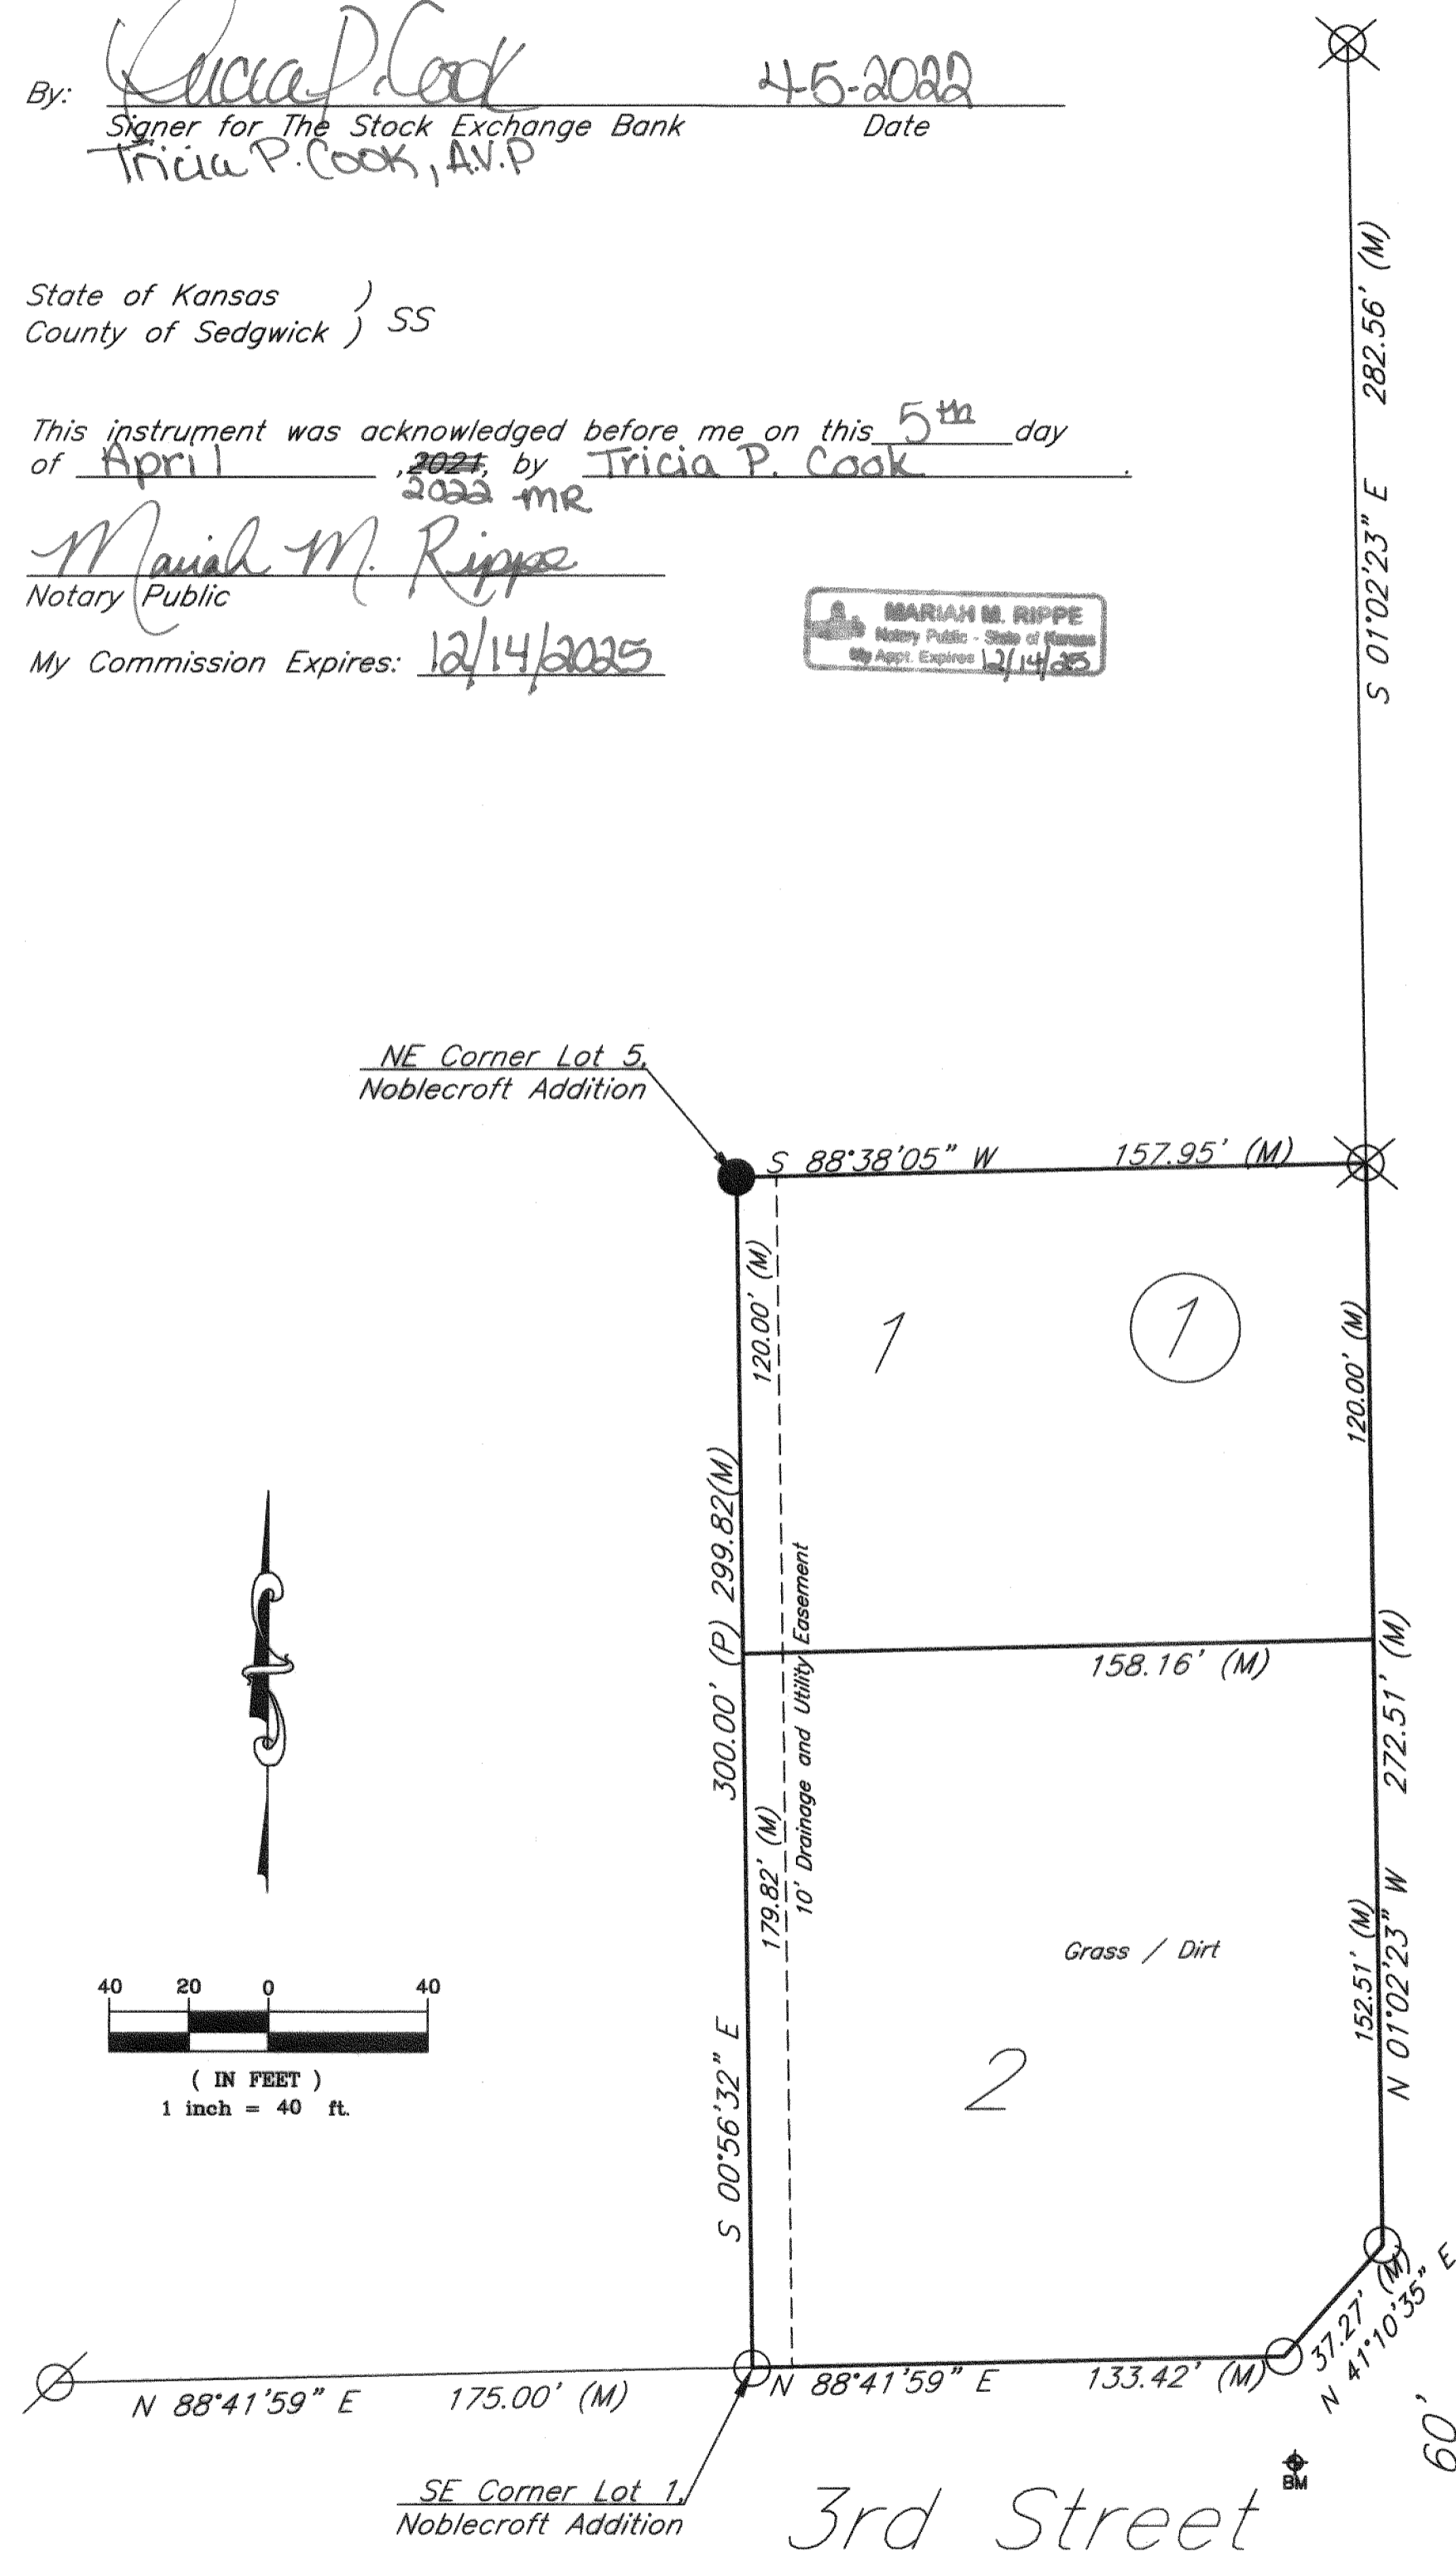 By: Tricia P. Cook 4-5-2022
Signer for The Stock Exchange Bank Date
Tricia P. Cook, A.V.P
State of Kansas )
County of Sedgwick ) SS
This instrument was acknowledged before me on this 5th day
of April , 2021, by Tricia P. Cook .
2022 MR
Mariah M. Rippe
Notary Public
MARIAH M. RIPPE
Notary Public - State of Kansas
My Appt. Expires 12/14/25
My Commission Expires: 12/14/2025
282.56' (M)
S 01°02'23" E
NE Corner Lot 5,
Noblecroft Addition
S 88°38'05" W 157.95' (M)
120.00' (M)
1
1
120.00' (M)
300.00' (P) 299.82(M)
10' Drainage and Utility Easement
158.16' (M)
272.51' (M)
179.82' (M)
Grass / Dirt
152.51' (M)
N 01°02'23" W
40 20 0 40
( IN FEET )
1 inch = 40 ft.
S 00°56'32" E
2
37.27' (M)
N 41°10'35" E
N 88°41'59" E 175.00' (M)
N 88°41'59" E 133.42' (M)
60'
BM
SE Corner Lot 1,
Noblecroft Addition
3rd Street